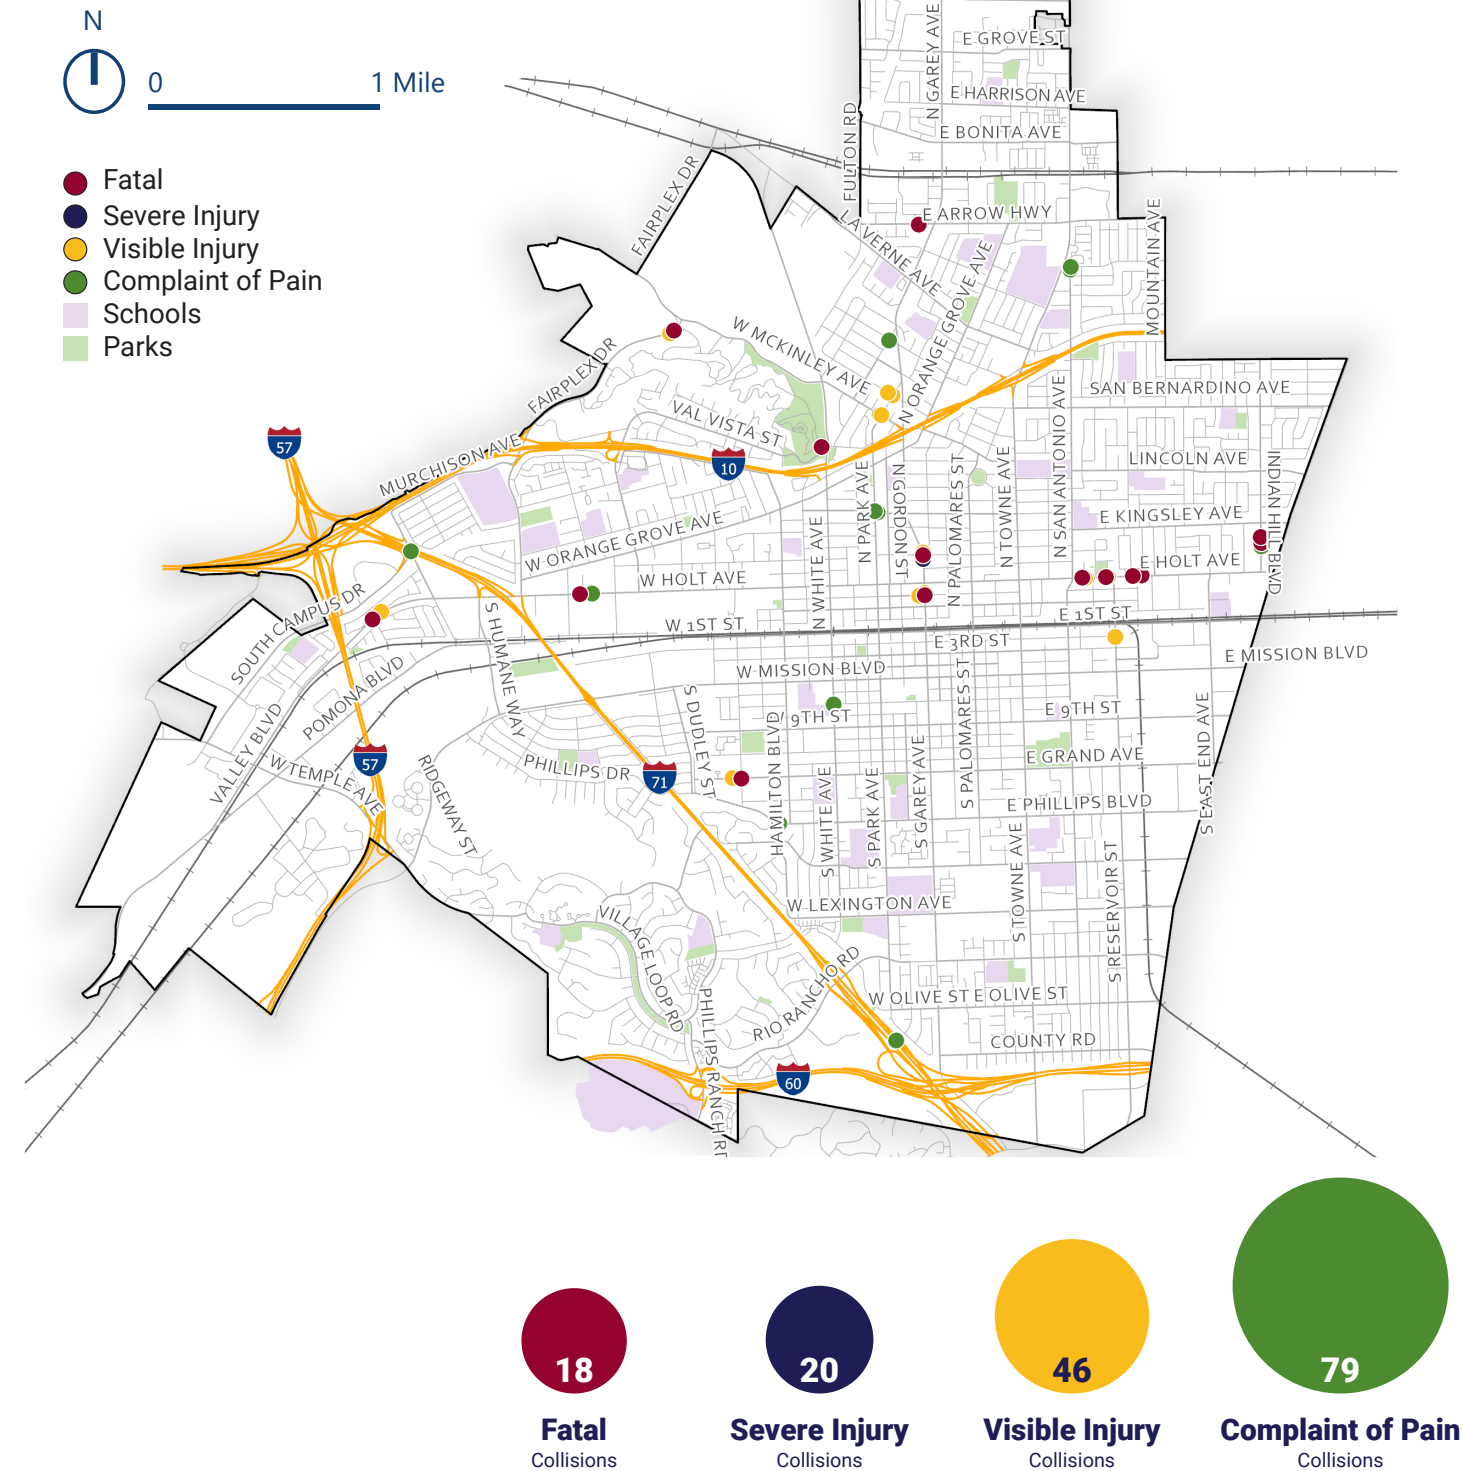 N
0 1 Mile
Fatal
Severe Injury
Visible Injury
Complaint of Pain
Schools
Parks
E GROVE ST
N GAREY AVE
E HARRISON AVE
E BONITA AVE
FULTON RD
FAIRPLEX DR
E ARROW HWY
LA VERNE AVE
MOUNTAIN AVE
N ORANGE GROVE AVE
W MCKINLEY AVE
FAIRPLEX DR
SAN BERNARDINO AVE
VAL VISTA ST
57
MURCHISON AVE
10
LINCOLN AVE
INDIAN HILL BLVD
N PARK AVE
N GORDON ST
N PALOMARES ST
N TOWNE AVE
N SAN ANTONIO AVE
E KINGSLEY AVE
W ORANGE GROVE AVE
N WHITE AVE
E HOLT AVE
W HOLT AVE
SOUTH CAMPUS DR
W 1ST ST
E 1ST ST
E 3RD ST
E MISSION BLVD
W MISSION BLVD
S HUMANE WAY
POMONA BLVD
VALLEY BLVD
W TEMPLE AVE
57
RIDGEWAY ST
PHILLIPS DR
71
S DUDLEY ST
HAMILTON BLVD
9TH ST
E 9TH ST
S PALOMARES ST
S EAST END AVE
E GRAND AVE
S WHITE AVE
S PARK AVE
S GAREY AVE
E PHILLIPS BLVD
S TOWNE AVE
S RESERVOIR ST
W LEXINGTON AVE
VILLAGE LOOP RD
PHILLIPS RANCH RD
RIO RANCHO RD
W OLIVE ST E OLIVE ST
COUNTY RD
60
18
20
46
79
Fatal
Collisions
Severe Injury
Collisions
Visible Injury
Collisions
Complaint of Pain
Collisions